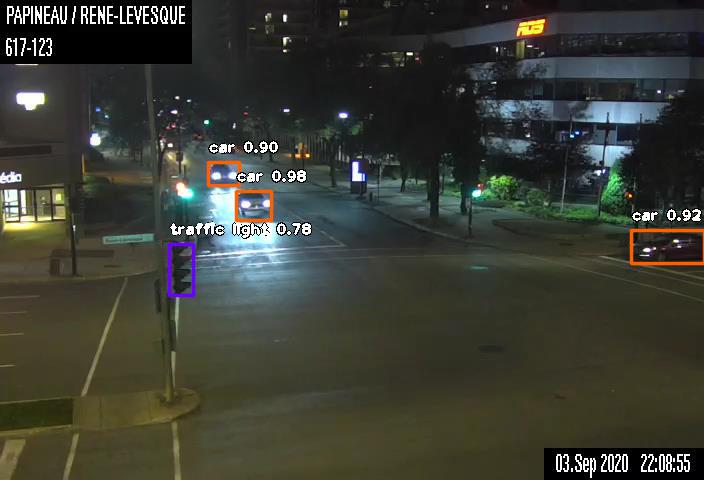 PAPINEAU / RENE-LEVESQUE
617-123
car 0.90
car 0.98
traffic light 0.78
car 0.92
03.Sep 2020 22:08:55